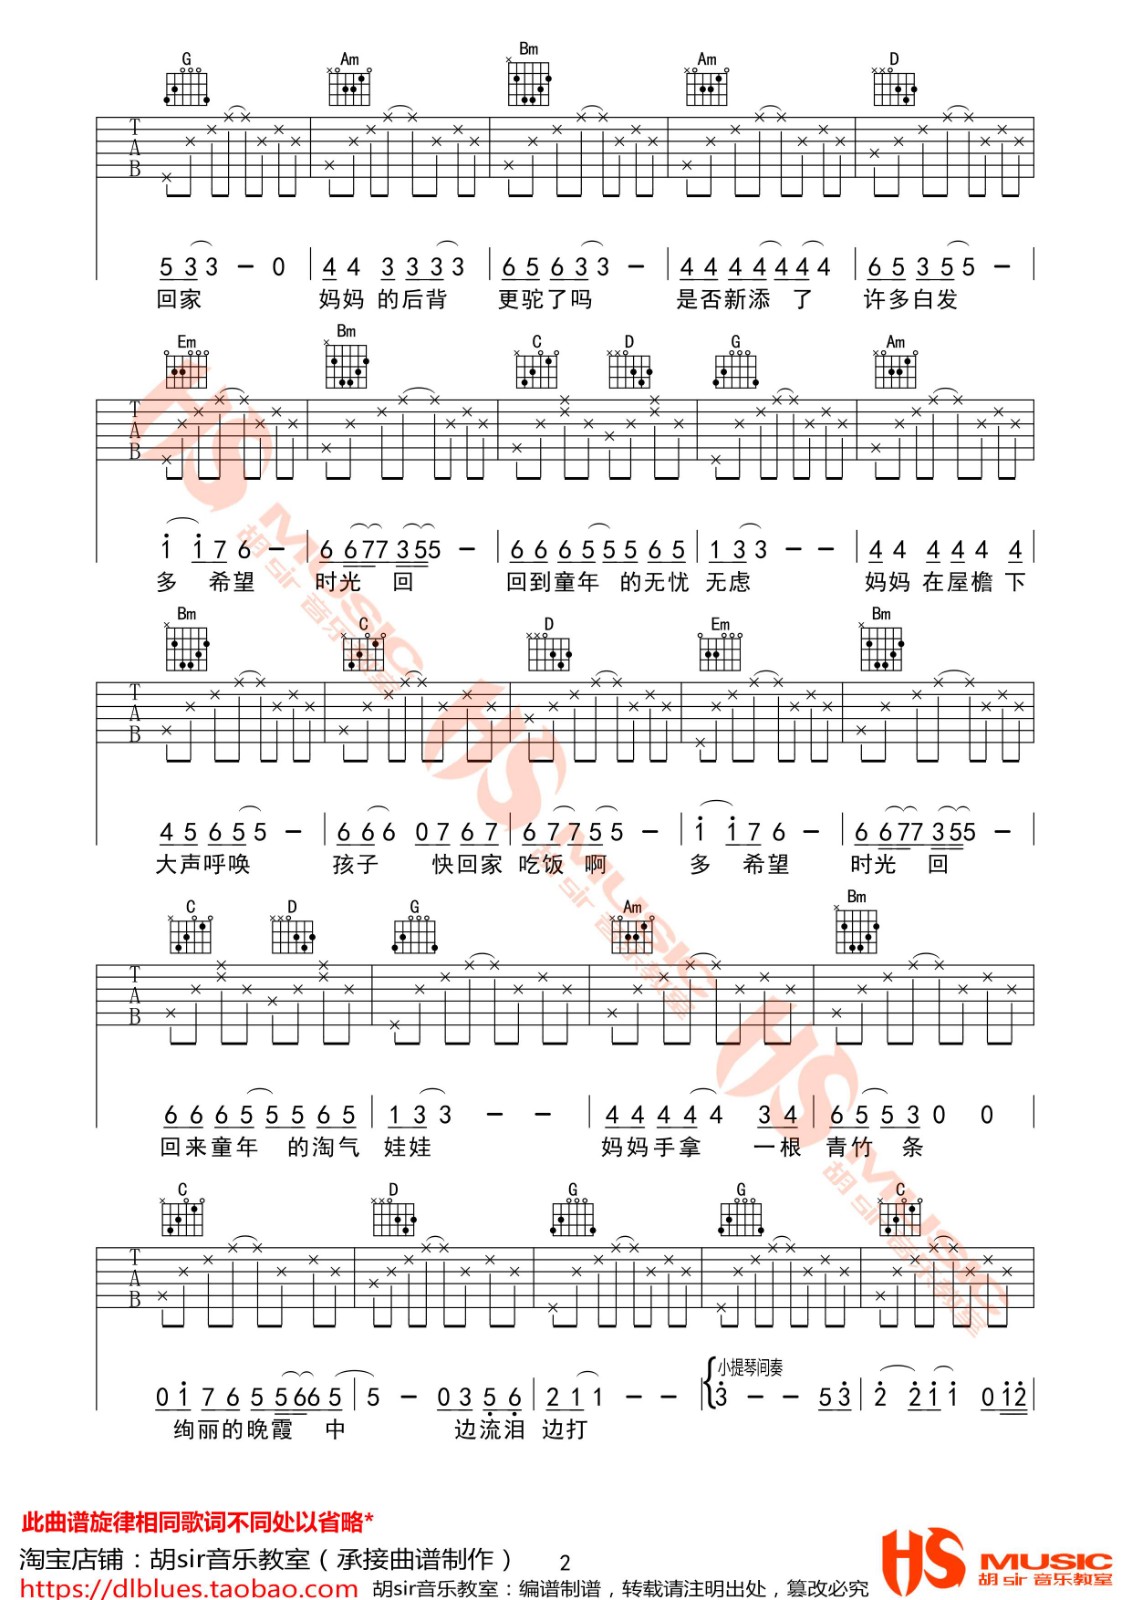 G Am Bm Am D
T
A
B
5 3 3 - 0 | 4 4 3 3 3 3 | 6 5 6 3 3 - | 4 4 4 4 4 4 4 | 6 5 3 5 5 - |
回家 妈妈 的后背 更驼了吗 是否新添 了 许多白发
Em Bm C D G Am
T
A
B
1 1 7 6 - | 6 6 7 7 3 5 5 - | 6 6 6 5 5 5 6 5 | 1 3 3 - - | 4 4 4 4 4 4 |
多 希望 时光 回 回到童年 的无忧 无虑 妈妈 在屋檐 下
Bm C D Em Bm
T
A
B
4 5 6 5 5 - | 6 6 6 0 7 6 7 | 6 7 7 5 5 - | 1 1 7 6 - | 6 6 7 7 3 5 5 - |
大声呼唤 孩子 快回家 吃饭 啊 多 希望 时光 回
C D G Am Bm
T
A
B
6 6 6 5 5 5 6 5 | 1 3 3 - - | 4 4 4 4 4 3 4 | 6 5 5 3 0 0 |
回来童年 的淘气 娃娃 妈妈手拿 一根 青竹 条
C D G G C
T
A
B
小提琴间奏
0 1 7 6 5 5 6 6 5 | 5 - 0 3 5 6 | 2 1 1 - - | 3 - - 5 3 | 2 2 1 1 0 1 2 |
绚丽的晚霞 中 边流泪 边打
此曲谱旋律相同歌词不同处以省略*
淘宝店铺：胡sir音乐教室（承接曲谱制作） 2
https://dlblues.taobao.com 胡sir音乐教室：编谱制谱，转载请注明出处，篡改必究
HS MUSIC
胡 sir 音乐教室